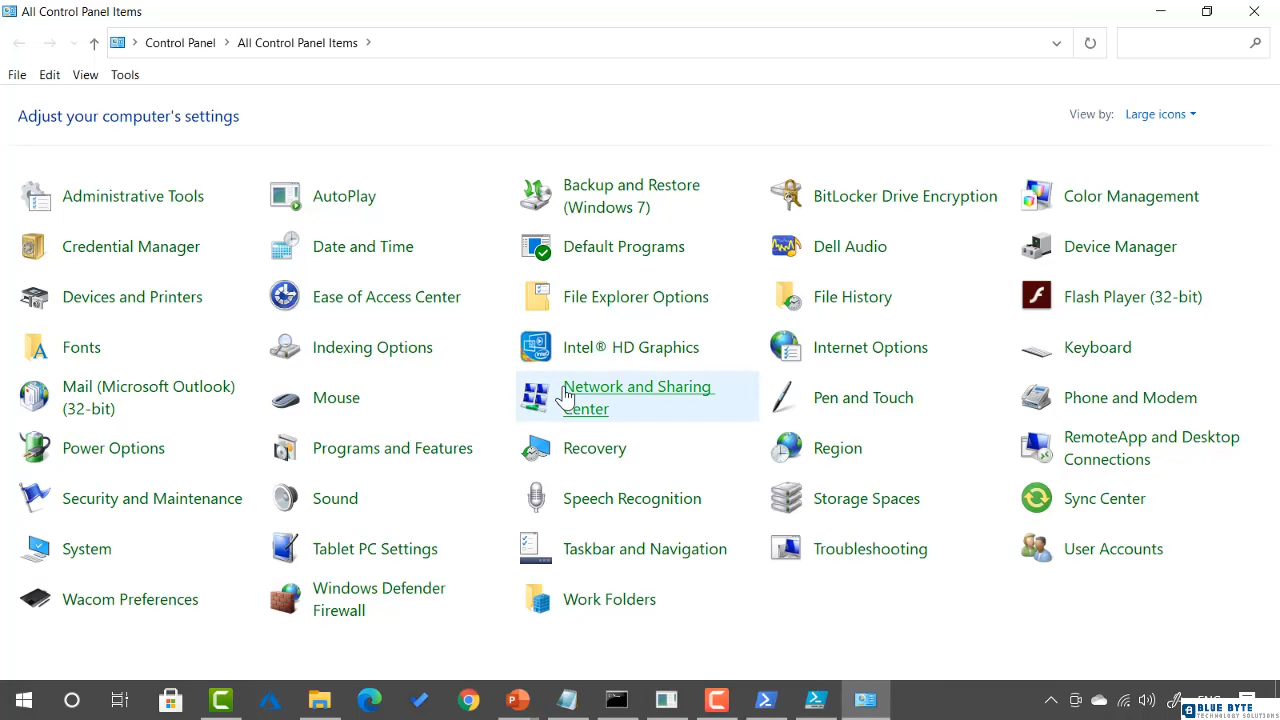 All Control Panel Items
Control Panel > All Control Panel Items >
File Edit View Tools
Adjust your computer's settings
View by: Large icons
Administrative Tools
AutoPlay
Backup and Restore
(Windows 7)
BitLocker Drive Encryption
Color Management
Credential Manager
Date and Time
Default Programs
Dell Audio
Device Manager
Devices and Printers
Ease of Access Center
File Explorer Options
File History
Flash Player (32-bit)
Fonts
Indexing Options
Intel® HD Graphics
Internet Options
Keyboard
Mail (Microsoft Outlook)
(32-bit)
Mouse
Network and Sharing
Center
Pen and Touch
Phone and Modem
Power Options
Programs and Features
Recovery
Region
RemoteApp and Desktop
Connections
Security and Maintenance
Sound
Speech Recognition
Storage Spaces
Sync Center
System
Tablet PC Settings
Taskbar and Navigation
Troubleshooting
User Accounts
Wacom Preferences
Windows Defender
Firewall
Work Folders
BLUE BYTE
TECHNOLOGY SOLUTIONS